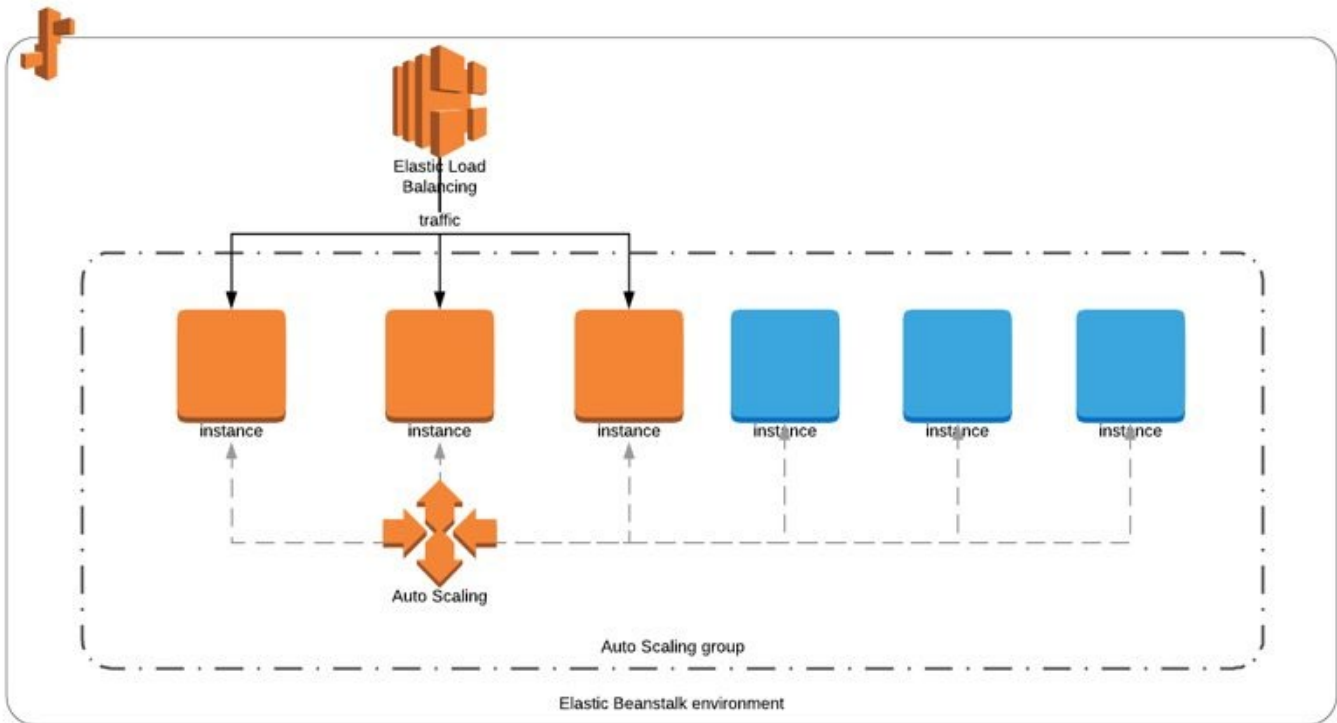 Elastic Load
Balancing
traffic
instance
instance
instance
instance
instance
instance
Auto Scaling
Auto Scaling group
Elastic Beanstalk environment